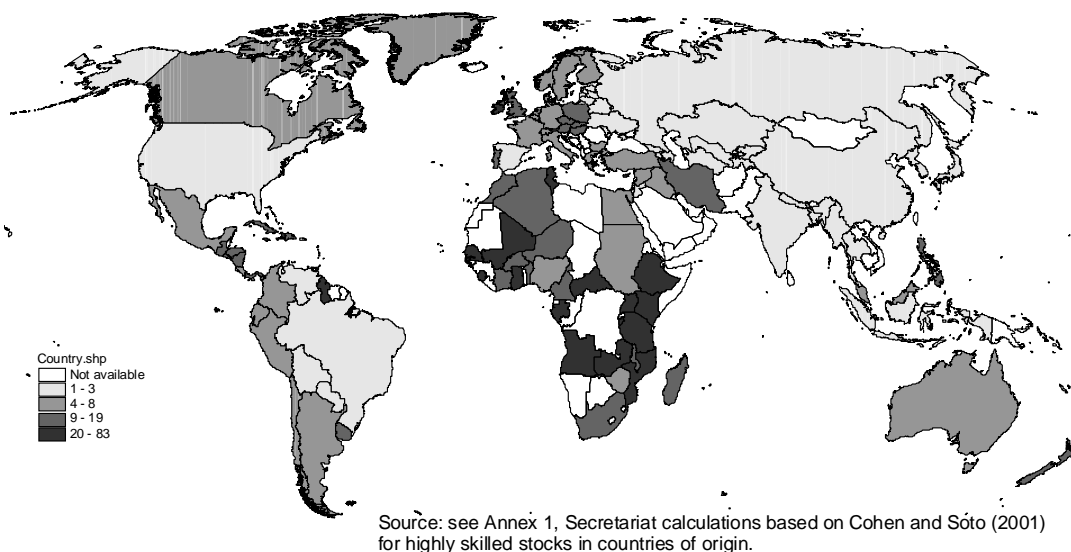 Country.shp
Not available
1 - 3
4 - 8
9 - 19
20 - 83
Source: see Annex 1, Secretariat calculations based on Cohen and Soto (2001)
for highly skilled stocks in countries of origin.